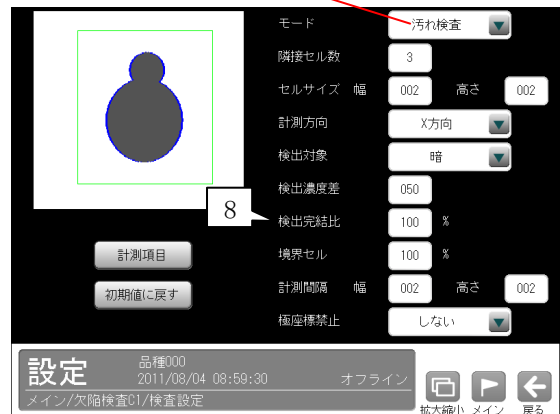 モード 汚れ検査
隣接セル数 3
セルサイズ 幅 002 高さ 002
計測方向 X方向
検出対象 暗
検出濃度差 050
8
検出完結比 100 %
計測項目
境界セル 100 %
初期値に戻す
計測間隔 幅 002 高さ 002
極座標禁止 しない
設定
品種000
2011/08/04 08:59:30 オフライン
メイン/欠陥検査C1/検査設定
拡大縮小 メイン 戻る